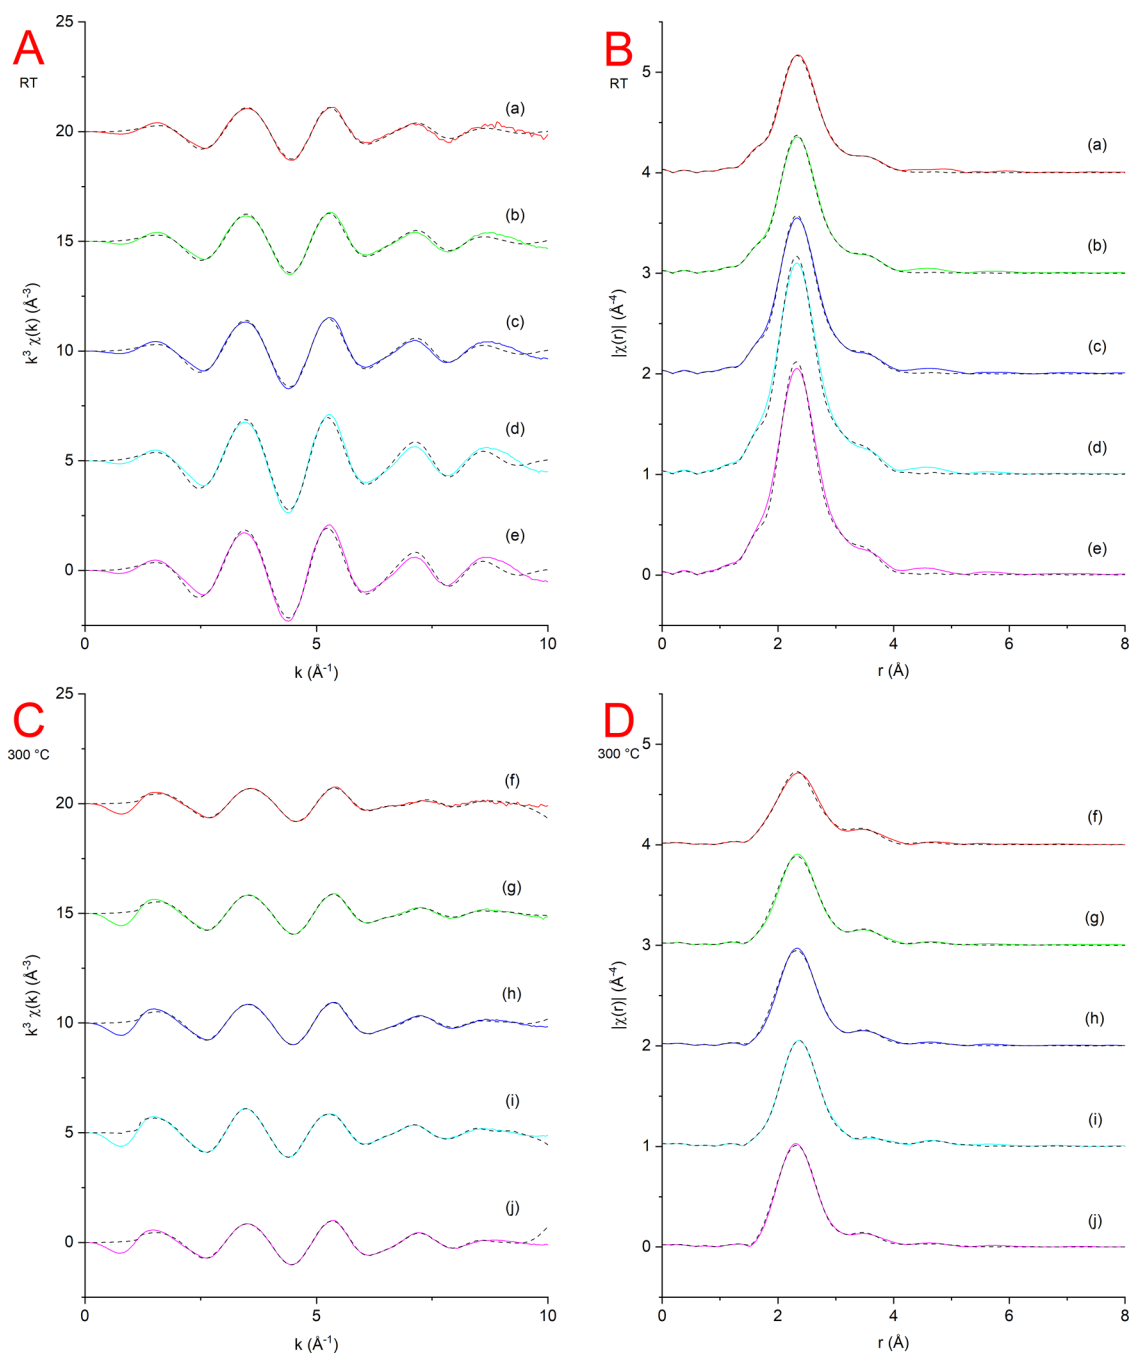 A
RT
25
20
15
10
5
0
k³ χ(k) (Å⁻³)
(a)
(b)
(c)
(d)
(e)
0
5
10
k (Å⁻¹)
B
RT
5
4
3
2
1
0
|χ(r)| (Å⁻⁴)
(a)
(b)
(c)
(d)
(e)
0
2
4
6
8
r (Å)
C
300 °C
25
20
15
10
5
0
k³ χ(k) (Å⁻³)
(f)
(g)
(h)
(i)
(j)
0
5
10
k (Å⁻¹)
D
300 °C
5
4
3
2
1
0
|χ(r)| (Å⁻⁴)
(f)
(g)
(h)
(i)
(j)
0
2
4
6
8
r (Å)